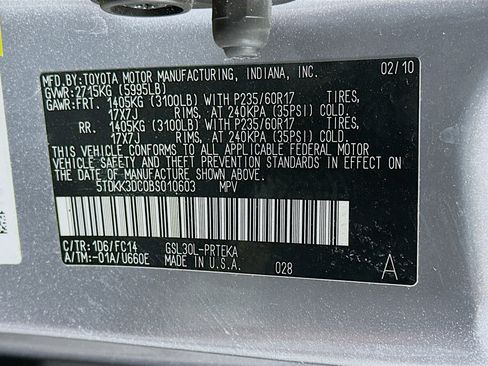 MFD.BY:TOYOTA MOTOR MANUFACTURING, INDIANA, INC. 02/10
GVWR:2715KG (5995LB)
GAWR:FRT. 1405KG (3100LB) WITH P235/60R17 TIRES,
17X7J RIMS, AT 240KPA (35PSI) COLD
RR. 1405KG (3100LB) WITH P235/60R17 TIRES,
17X7J RIMS, AT 240KPA (35PSI) COLD
THIS VEHICLE CONFORMS TO ALL APPLICABLE FEDERAL MOTOR
VEHICLE SAFETY AND THEFT PREVENTION STANDARDS IN EFFECT ON
THE DATE OF MANUFACTURE SHOWN ABOVE.
5TDKK3DC0BS010603 MPV
C/TR:1D6/FC14 GSL30L-PRTEKA
A/TM:-01A/U660E MADE IN U.S.A. 028 A